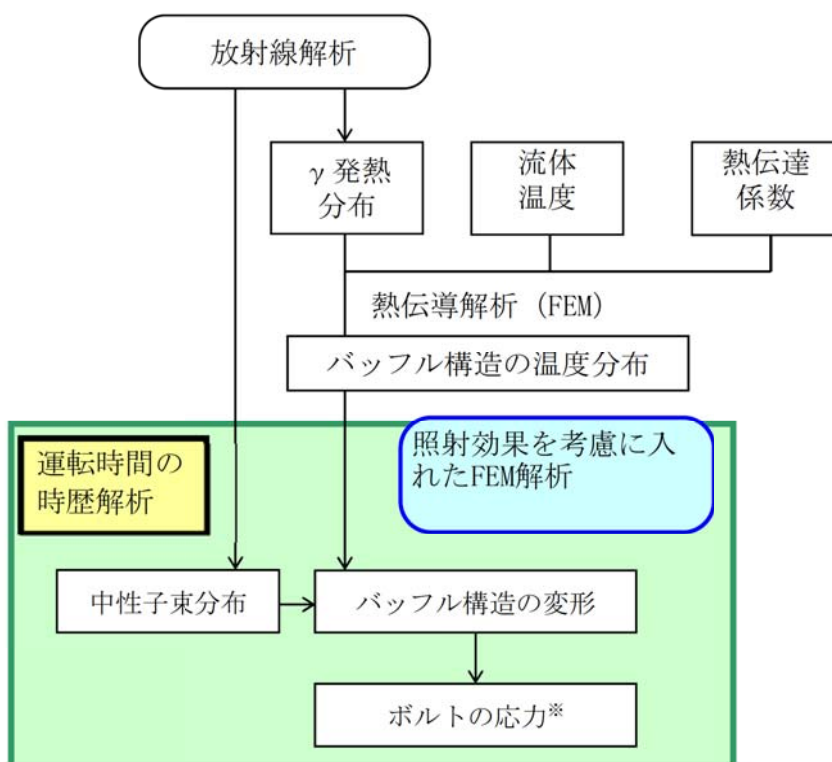 放射線解析
γ発熱
分布
流体
温度
熱伝達
係数
熱伝導解析 (FEM)
バッフル構造の温度分布
運転時間の
時歴解析
照射効果を考慮に入
れたFEM解析
中性子束分布
バッフル構造の変形
ボルトの応力※